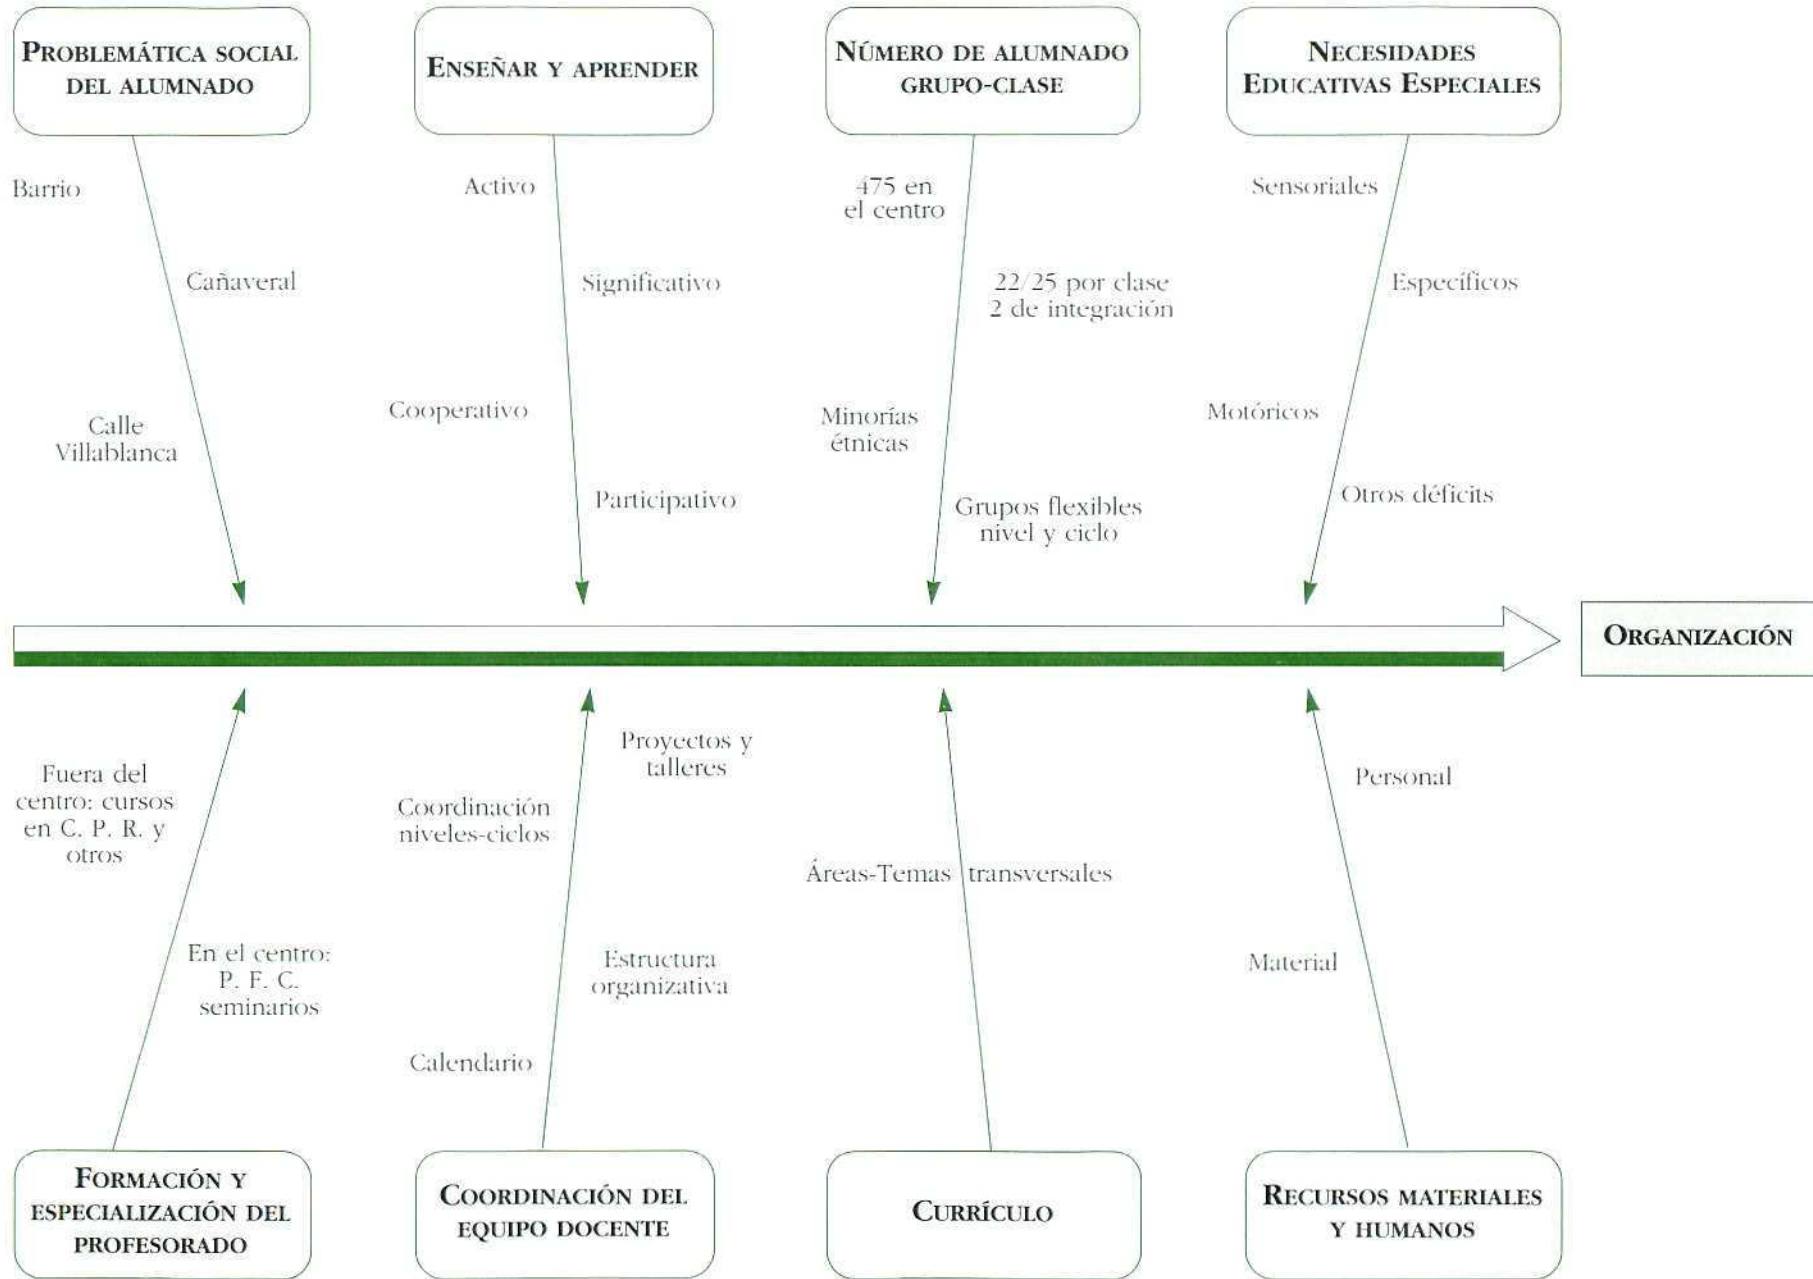 PROBLEMÁTICA SOCIAL
DEL ALUMNADO
ENSEÑAR Y APRENDER
NÚMERO DE ALUMNADO
GRUPO-CLASE
NECESIDADES
EDUCATIVAS ESPECIALES
Barrio
Cañaveral
Calle
Villablanca
Activo
Significativo
Cooperativo
Participativo
475 en
el centro
22/25 por clase
2 de integración
Minorías
étnicas
Grupos flexibles
nivel y ciclo
Sensoriales
Específicos
Motóricos
Otros déficits
ORGANIZACIÓN
Fuera del
centro: cursos
en C. P. R. y
otros
En el centro:
P. F. C.
seminarios
Proyectos y
talleres
Coordinación
niveles-ciclos
Estructura
organizativa
Calendario
Áreas-Temas transversales
Personal
Material
FORMACIÓN Y
ESPECIALIZACIÓN DEL
PROFESORADO
COORDINACIÓN DEL
EQUIPO DOCENTE
CURRÍCULO
RECURSOS MATERIALES
Y HUMANOS